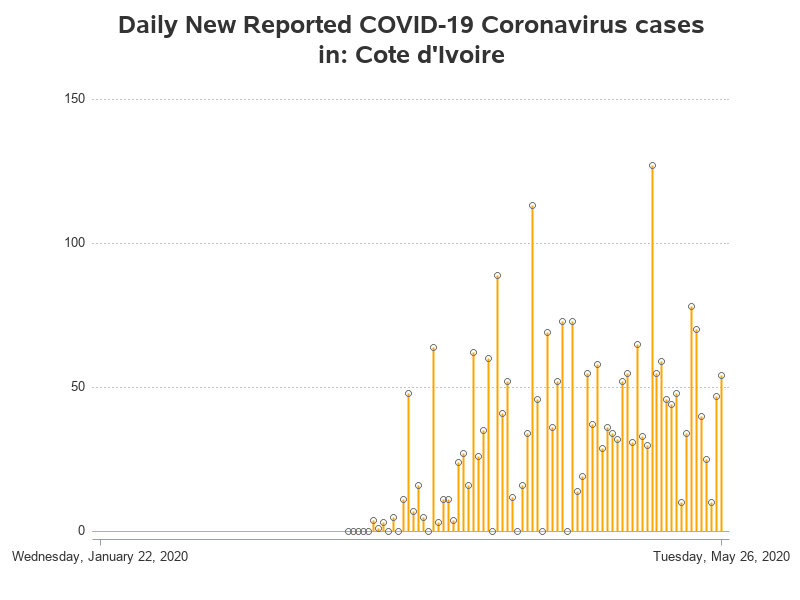 Daily New Reported COVID-19 Coronavirus cases
in: Cote d'Ivoire
150
100
50
0
Wednesday, January 22, 2020
Tuesday, May 26, 2020